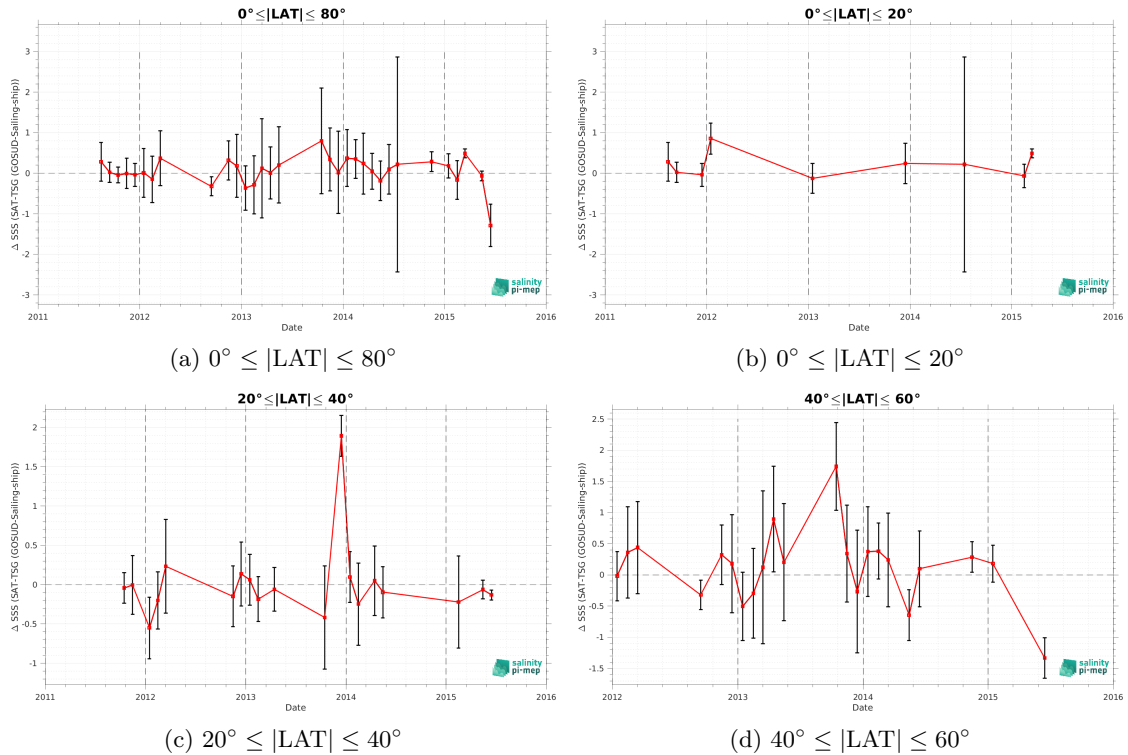 0°≤|LAT|≤ 80°
Δ SSS (SAT-TSG (GOSUD-Sailing-ship))
3
2
1
0
-1
-2
-3
2011 2012 2013 2014 2015 2016
Date
salinity
pi-mep
(a) 0° ≤ |LAT| ≤ 80°
0°≤|LAT|≤ 20°
Δ SSS (SAT-TSG (GOSUD-Sailing-ship))
3
2
1
0
-1
-2
-3
2011 2012 2013 2014 2015 2016
Date
salinity
pi-mep
(b) 0° ≤ |LAT| ≤ 20°
20°≤|LAT|≤ 40°
Δ SSS (SAT-TSG (GOSUD-Sailing-ship))
2
1.5
1
0.5
0
-0.5
-1
2011 2012 2013 2014 2015 2016
Date
salinity
pi-mep
(c) 20° ≤ |LAT| ≤ 40°
40°≤|LAT|≤ 60°
Δ SSS (SAT-TSG (GOSUD-Sailing-ship))
2.5
2
1.5
1
0.5
0
-0.5
-1
-1.5
2012 2013 2014 2015 2016
Date
salinity
pi-mep
(d) 40° ≤ |LAT| ≤ 60°